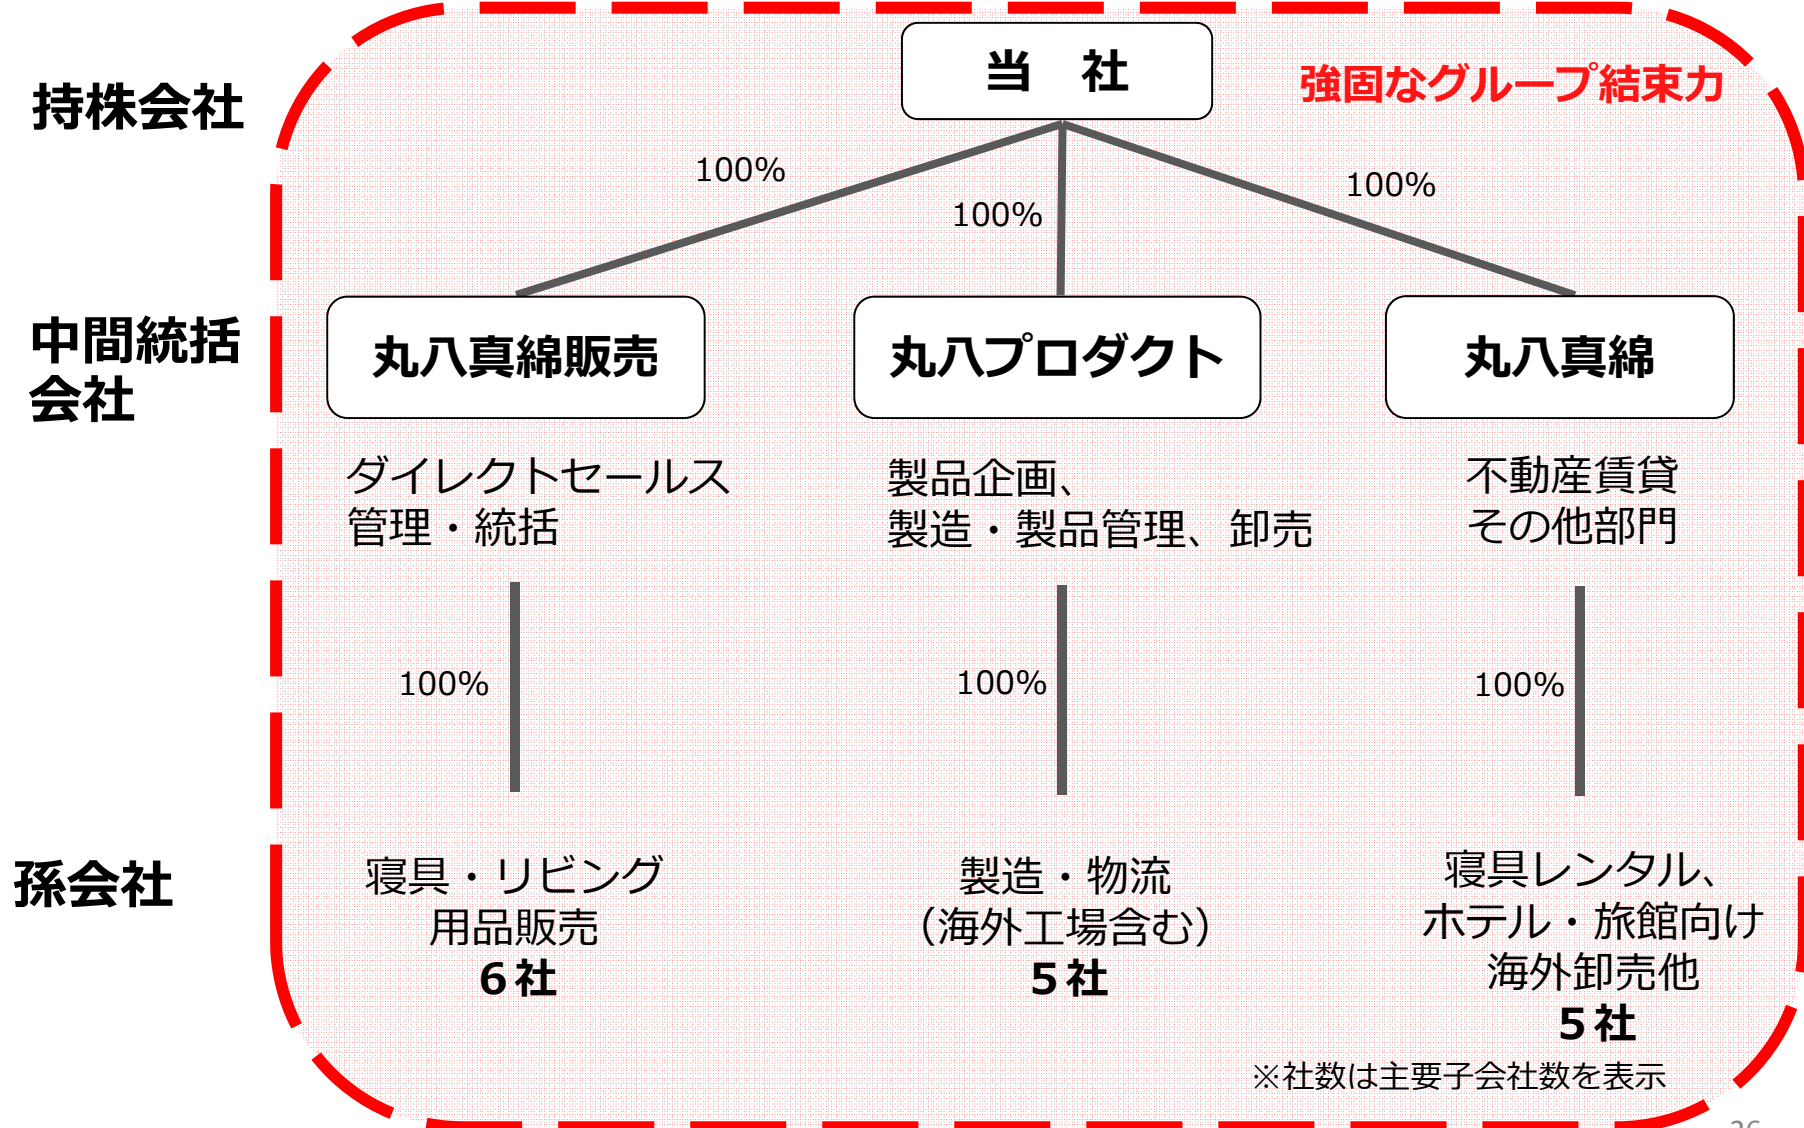 持株会社
当　社
強固なグループ結束力
100%
100%
100%
中間統括
会社
丸八真綿販売
丸八プロダクト
丸八真綿
ダイレクトセールス
管理・統括
製品企画、
製造・製品管理、卸売
不動産賃貸
その他部門
100%
100%
100%
孫会社
寝具・リビング
用品販売
6社
製造・物流
（海外工場含む）
5社
寝具レンタル、
ホテル・旅館向け
海外卸売他
5社
※社数は主要子会社数を表示